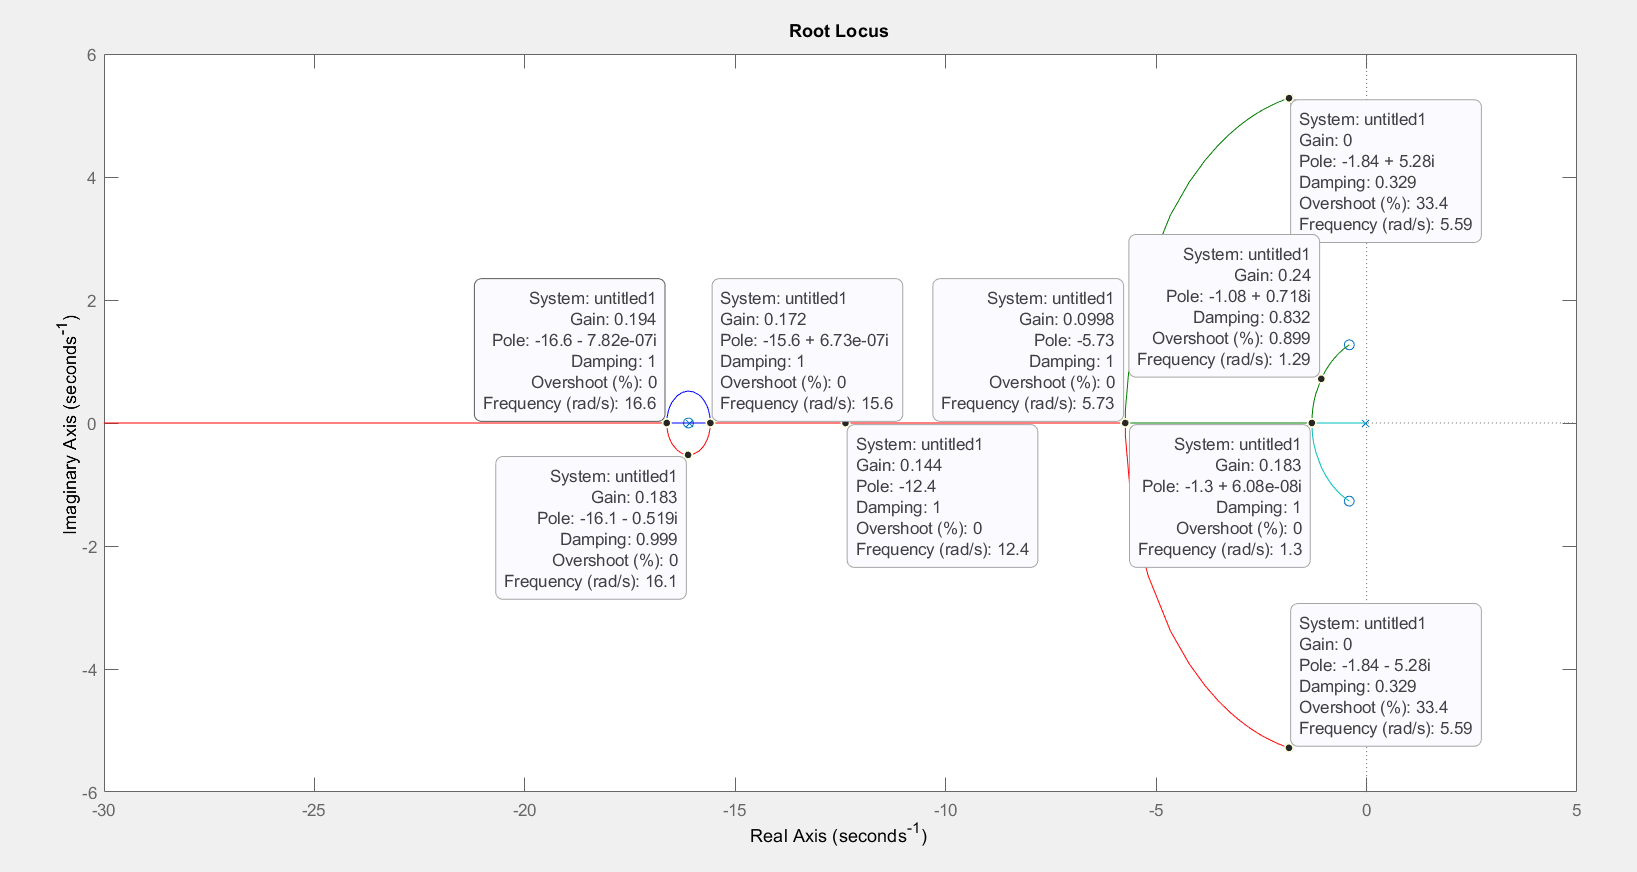 Root Locus
Imaginary Axis (seconds⁻¹)
6
4
2
0
-2
-4
-6
System: untitled1
Gain: 0
Pole: -1.84 + 5.28i
Damping: 0.329
Overshoot (%): 33.4
Frequency (rad/s): 5.59
System: untitled1
Gain: 0.24
Pole: -1.08 + 0.718i
Damping: 0.832
Overshoot (%): 0.899
Frequency (rad/s): 1.29
System: untitled1
Gain: 0.194
Pole: -16.6 - 7.82e-07i
Damping: 1
Overshoot (%): 0
Frequency (rad/s): 16.6
System: untitled1
Gain: 0.172
Pole: -15.6 + 6.73e-07i
Damping: 1
Overshoot (%): 0
Frequency (rad/s): 15.6
System: untitled1
Gain: 0.0998
Pole: -5.73
Damping: 1
Overshoot (%): 0
Frequency (rad/s): 5.73
System: untitled1
Gain: 0.183
Pole: -16.1 - 0.519i
Damping: 0.999
Overshoot (%): 0
Frequency (rad/s): 16.1
System: untitled1
Gain: 0.144
Pole: -12.4
Damping: 1
Overshoot (%): 0
Frequency (rad/s): 12.4
System: untitled1
Gain: 0.183
Pole: -1.3 + 6.08e-08i
Damping: 1
Overshoot (%): 0
Frequency (rad/s): 1.3
System: untitled1
Gain: 0
Pole: -1.84 - 5.28i
Damping: 0.329
Overshoot (%): 33.4
Frequency (rad/s): 5.59
-30 -25 -20 -15 -10 -5 0 5
Real Axis (seconds⁻¹)